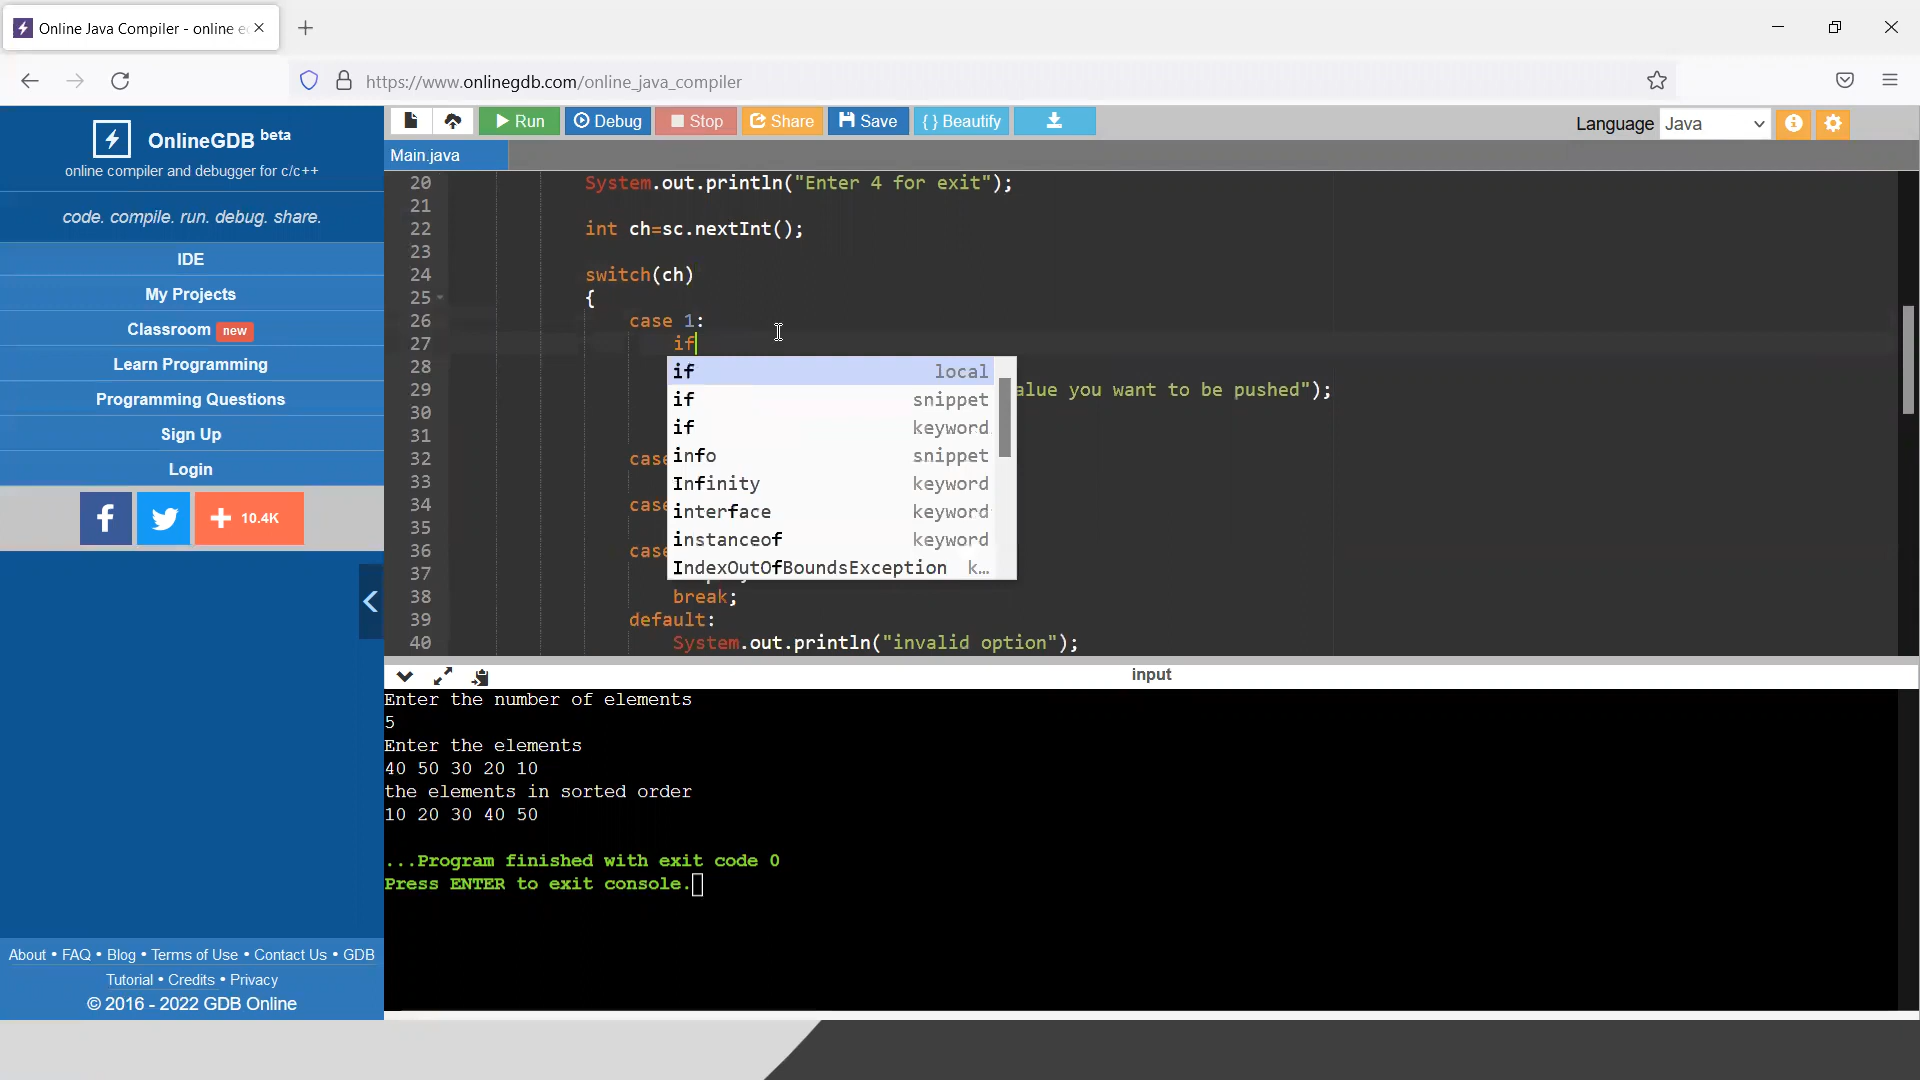 Online Java Compiler - online e
https://www.onlinegdb.com/online_java_compiler
OnlineGDB beta
online compiler and debugger for c/c++
code. compile. run. debug. share.
IDE
My Projects
Classroom new
Learn Programming
Programming Questions
Sign Up
Login
10.4K
About • FAQ • Blog • Terms of Use • Contact Us • GDB
Tutorial • Credits • Privacy
© 2016 - 2022 GDB Online
Run
Debug
Stop
Share
Save
{ } Beautify
Language Java
Main.java
20 System.out.println("Enter 4 for exit");
21
22 int ch=sc.nextInt();
23
24 switch(ch)
25 {
26 case 1:
27 if
28
29 alue you want to be pushed");
30
31
32 case
33
34 case
35
36 case
37
38 break;
39 default:
40 System.out.println("invalid option");
if local
if snippet
if keyword
info snippet
Infinity keyword
interface keyword
instanceof keyword
IndexOutOfBoundsException k…
input
Enter the number of elements
5
Enter the elements
40 50 30 20 10
the elements in sorted order
10 20 30 40 50
...Program finished with exit code 0
Press ENTER to exit console.